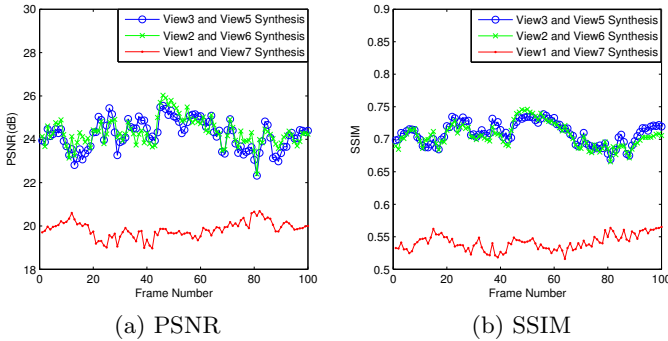 30
28
26
24
22
20
18
PSNR(dB)
View3 and View5 Synthesis
View2 and View6 Synthesis
View1 and View7 Synthesis
0 20 40 60 80 100
Frame Number
(a) PSNR
0.9
0.85
0.8
0.75
0.7
0.65
0.6
0.55
0.5
SSIM
View3 and View5 Synthesis
View2 and View6 Synthesis
View1 and View7 Synthesis
0 20 40 60 80 100
Frame Number
(b) SSIM